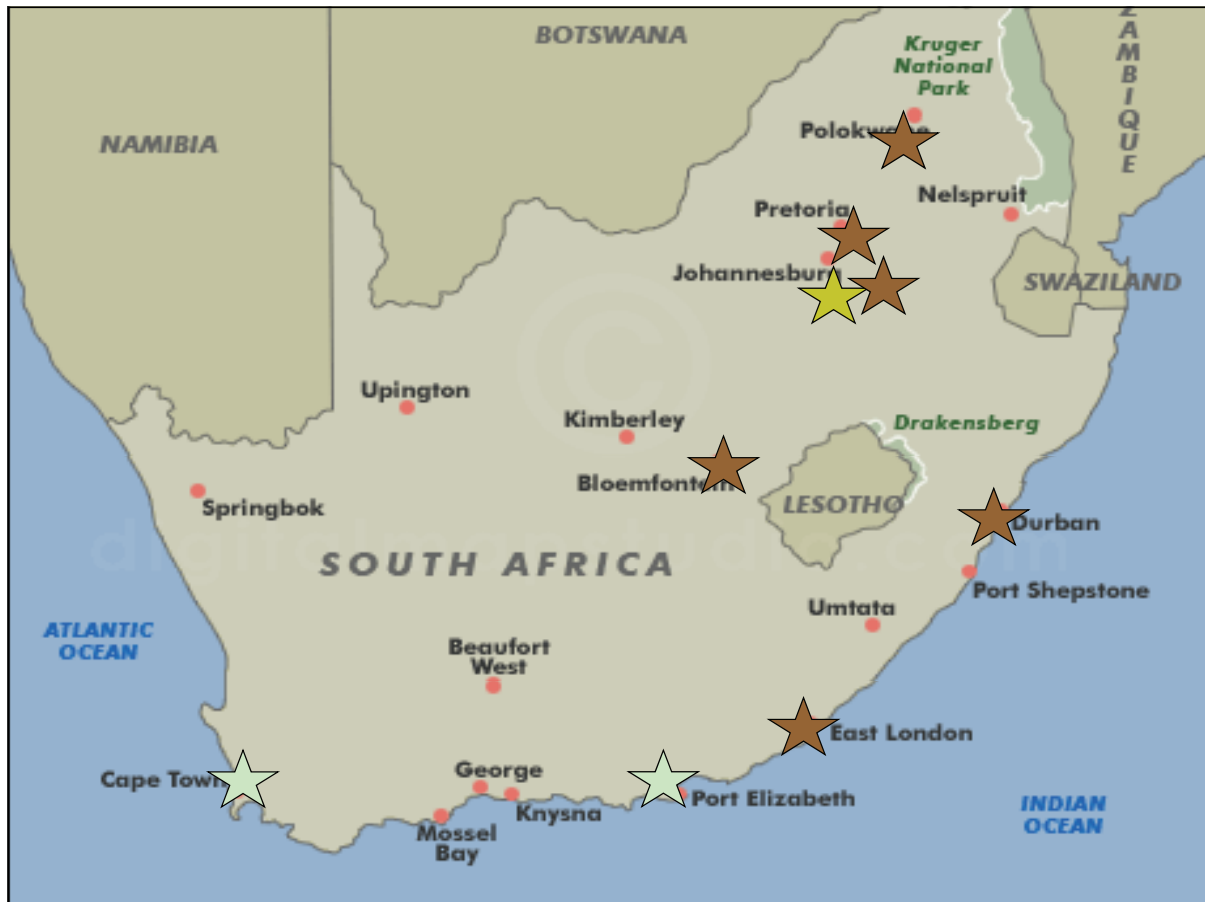 BOTSWANA
Kruger
National
Park
ZAMBIQUE
NAMIBIA
Polokwane
Nelspruit
Pretoria
Johannesburg
SWAZILAND
©
Upington
Kimberley
Drakensberg
Bloemfontein
LESOTHO
Springbok
Durban
digitalmanstudio.com
SOUTH AFRICA
Port Shepstone
Umtata
ATLANTIC
OCEAN
Beaufort
West
East London
George
Cape Town
Port Elizabeth
Knysna
INDIAN
OCEAN
Mossel
Bay